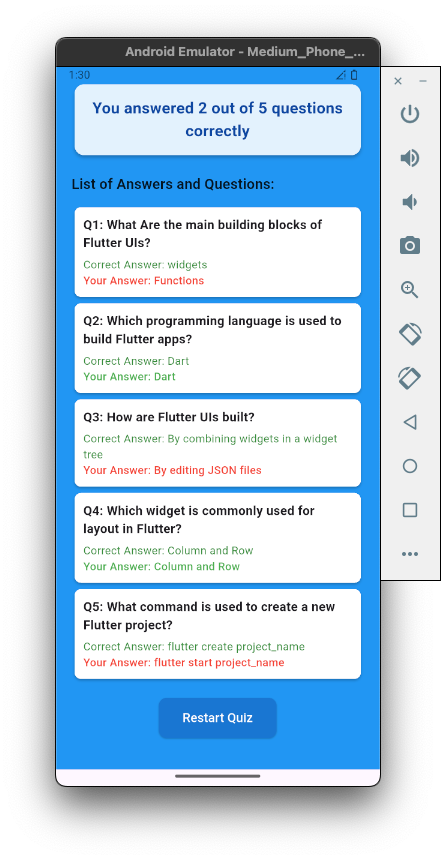 Android Emulator - Medium_Phone_...
1:30
You answered 2 out of 5 questions
correctly
List of Answers and Questions:
Q1: What Are the main building blocks of
Flutter UIs?
Correct Answer: widgets
Your Answer: Functions
Q2: Which programming language is used to
build Flutter apps?
Correct Answer: Dart
Your Answer: Dart
Q3: How are Flutter UIs built?
Correct Answer: By combining widgets in a widget
tree
Your Answer: By editing JSON files
Q4: Which widget is commonly used for
layout in Flutter?
Correct Answer: Column and Row
Your Answer: Column and Row
Q5: What command is used to create a new
Flutter project?
Correct Answer: flutter create project_name
Your Answer: flutter start project_name
Restart Quiz